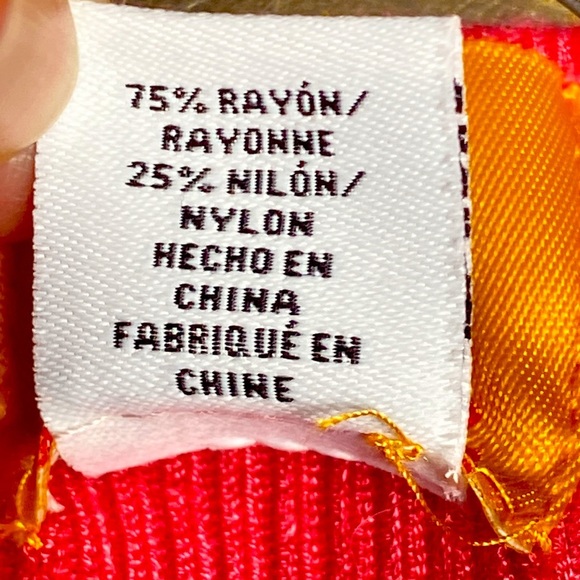 75% RAYÓN/
RAYONNE
25% NILÓN/
NYLON
HECHO EN
CHINA
FABRIQUÉ EN
CHINE